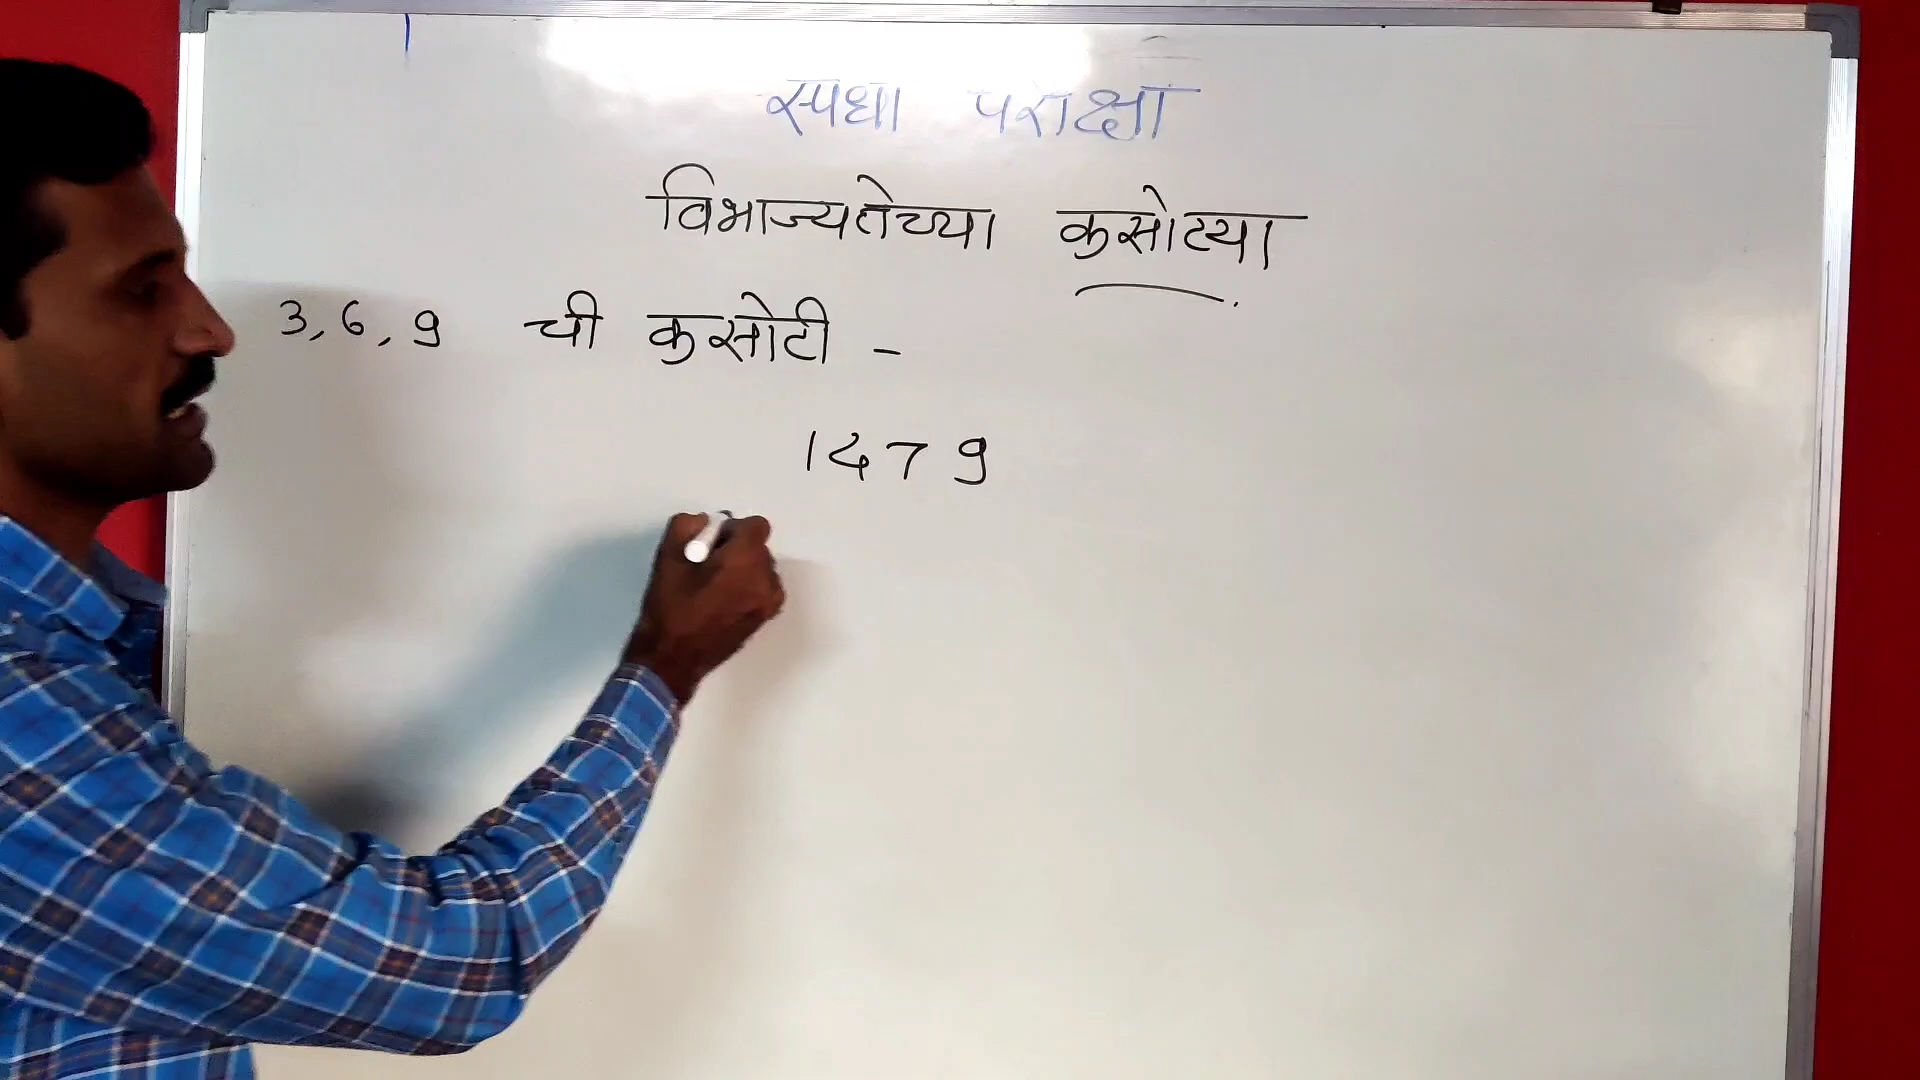 स्पर्धा परीक्षा
विभाज्यतेच्या कसोट्या
3, 6, 9 ची कसोटी -
1479